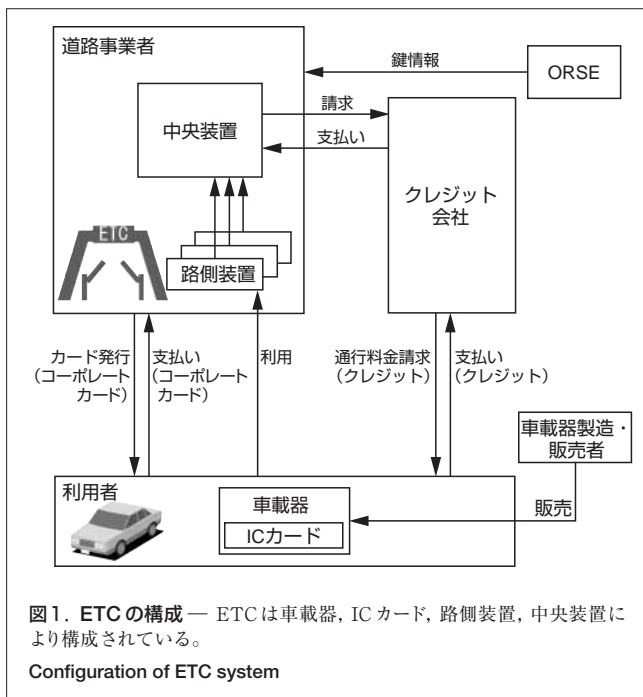 道路事業者
鍵情報
ORSE
中央装置
請求
支払い
クレジット
会社
ETC
路側装置
カード発行
(コーポレート
カード)
支払い
(コーポレート
カード)
利用
通行料金請求
(クレジット)
支払い
(クレジット)
車載器製造・
販売者
利用者
車載器
ICカード
販売
図1. ETCの構成 — ETCは車載器, ICカード, 路側装置, 中央装置に
より構成されている。
Configuration of ETC system